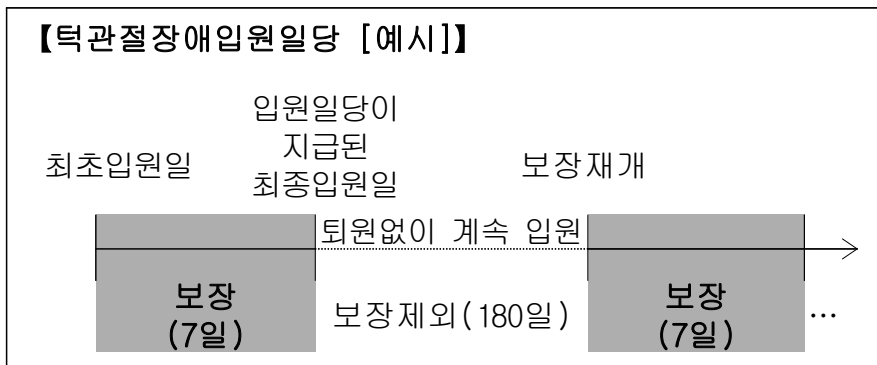 【턱관절장애입원일당 [예시]】
최초입원일
입원일당이
지급된
최종입원일
보장재개
퇴원없이 계속 입원
보장
(7일)
보장제외(180일)
보장
(7일)
…